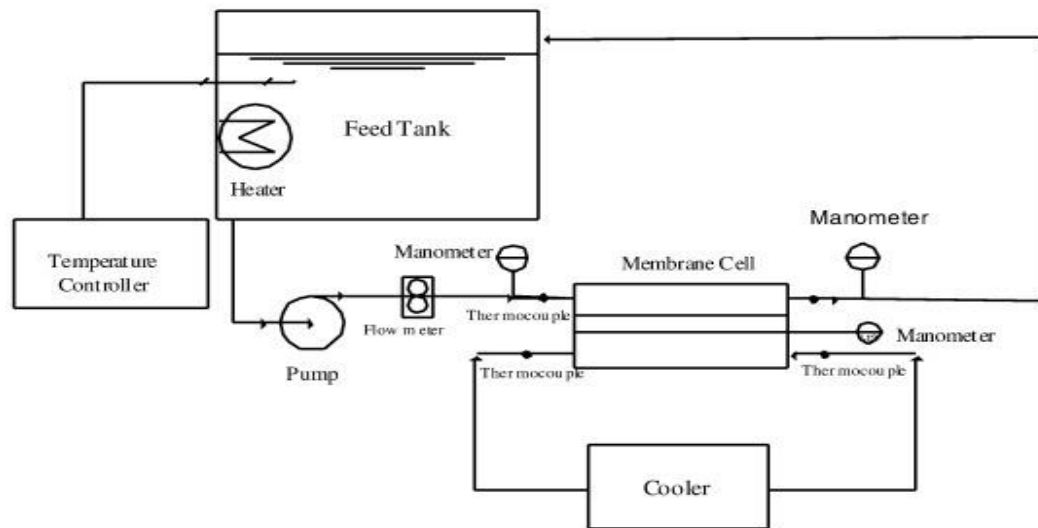 Feed Tank
Heater
Temperature
Controller
Manometer
Manometer
Membrane Cell
Thermocouple
Flow meter
Manometer
Pump
Thermocouple
Thermocouple
Cooler